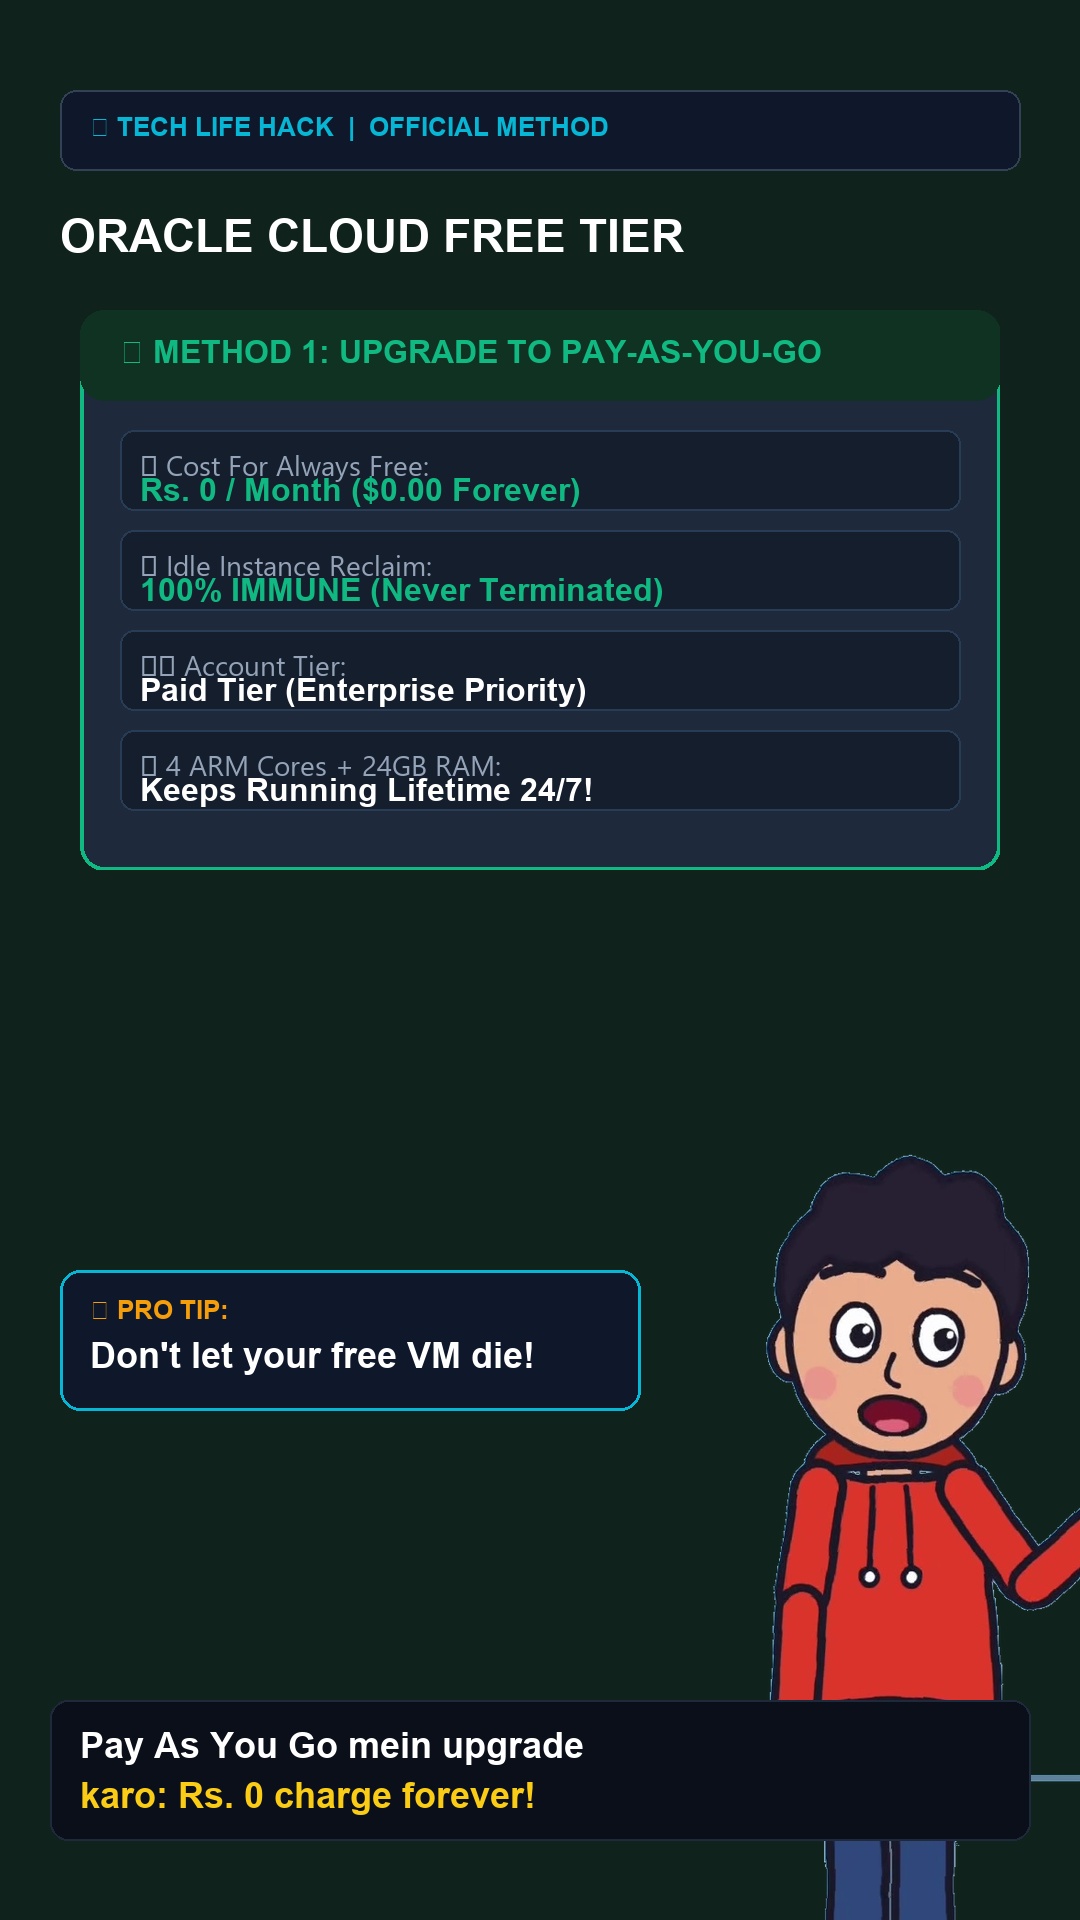 TECH LIFE HACK | OFFICIAL METHOD
ORACLE CLOUD FREE TIER
METHOD 1: UPGRADE TO PAY-AS-YOU-GO
Cost For Always Free:
Rs. 0 / Month ($0.00 Forever)
Idle Instance Reclaim:
100% IMMUNE (Never Terminated)
Account Tier:
Paid Tier (Enterprise Priority)
4 ARM Cores + 24GB RAM:
Keeps Running Lifetime 24/7!
PRO TIP:
Don't let your free VM die!
Pay As You Go mein upgrade
karo: Rs. 0 charge forever!